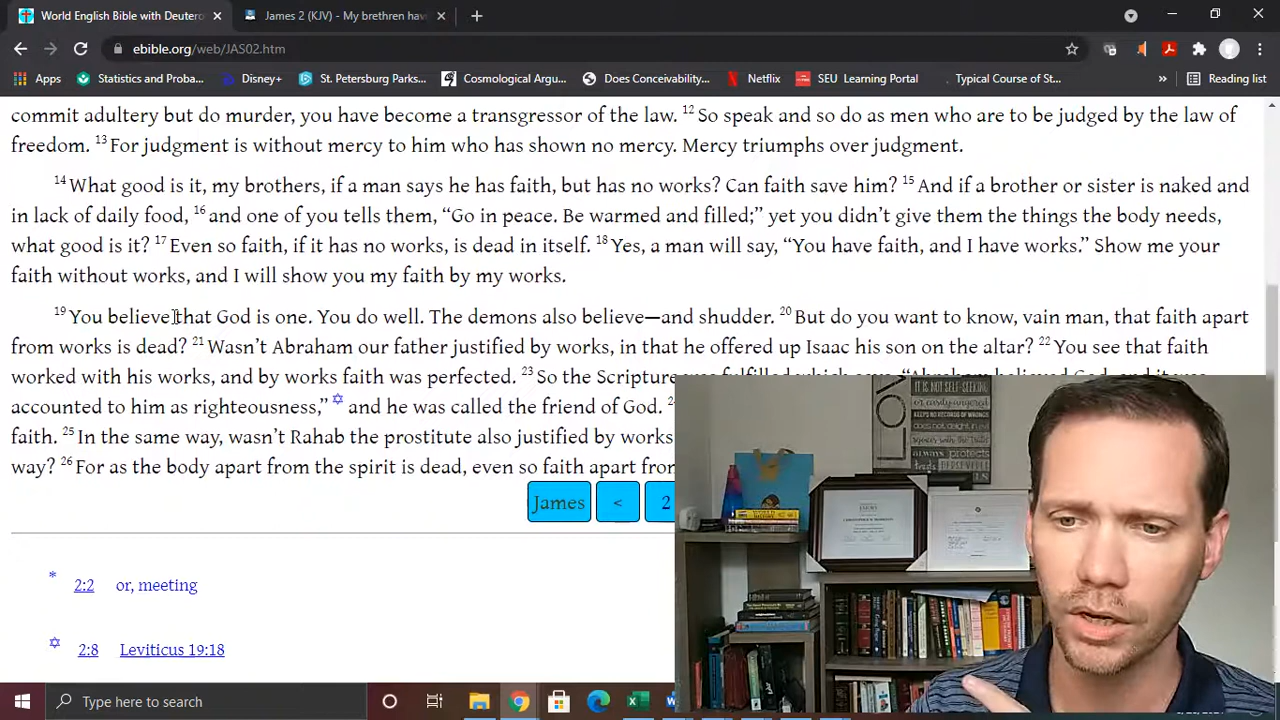 World English Bible with Deutero
James 2 (KJV) - My brethren hav
ebible.org/web/JAS02.htm
Apps
Statistics and Proba...
Disney+
St. Petersburg Parks...
Cosmological Argu...
Does Conceivability...
Netflix
SEU Learning Portal
Typical Course of St...
»
Reading list
commit adultery but do murder, you have become a transgressor of the law. 12 So speak and so do as men who are to be judged by the law of
freedom. 13 For judgment is without mercy to him who has shown no mercy. Mercy triumphs over judgment.
14 What good is it, my brothers, if a man says he has faith, but has no works? Can faith save him? 15 And if a brother or sister is naked and
in lack of daily food, 16 and one of you tells them, “Go in peace. Be warmed and filled;” yet you didn’t give them the things the body needs,
what good is it? 17 Even so faith, if it has no works, is dead in itself. 18 Yes, a man will say, “You have faith, and I have works.” Show me your
faith without works, and I will show you my faith by my works.
19 You believe that God is one. You do well. The demons also believe—and shudder. 20 But do you want to know, vain man, that faith apart
from works is dead? 21 Wasn’t Abraham our father justified by works, in that he offered up Isaac his son on the altar? 22 You see that faith
worked with his works, and by works faith was perfected. 23 So the Scripture
accounted to him as righteousness,” ✡ and he was called the friend of God.
faith. 25 In the same way, wasn’t Rahab the prostitute also justified by works
way? 26 For as the body apart from the spirit is dead, even so faith apart from
James < 2
* 2:2 or, meeting
✡ 2:8 Leviticus 19:18
IT IS NOT SELF-SEEKING
KEEPS NO RECORDS OF WRONGS
always protects
Type here to search